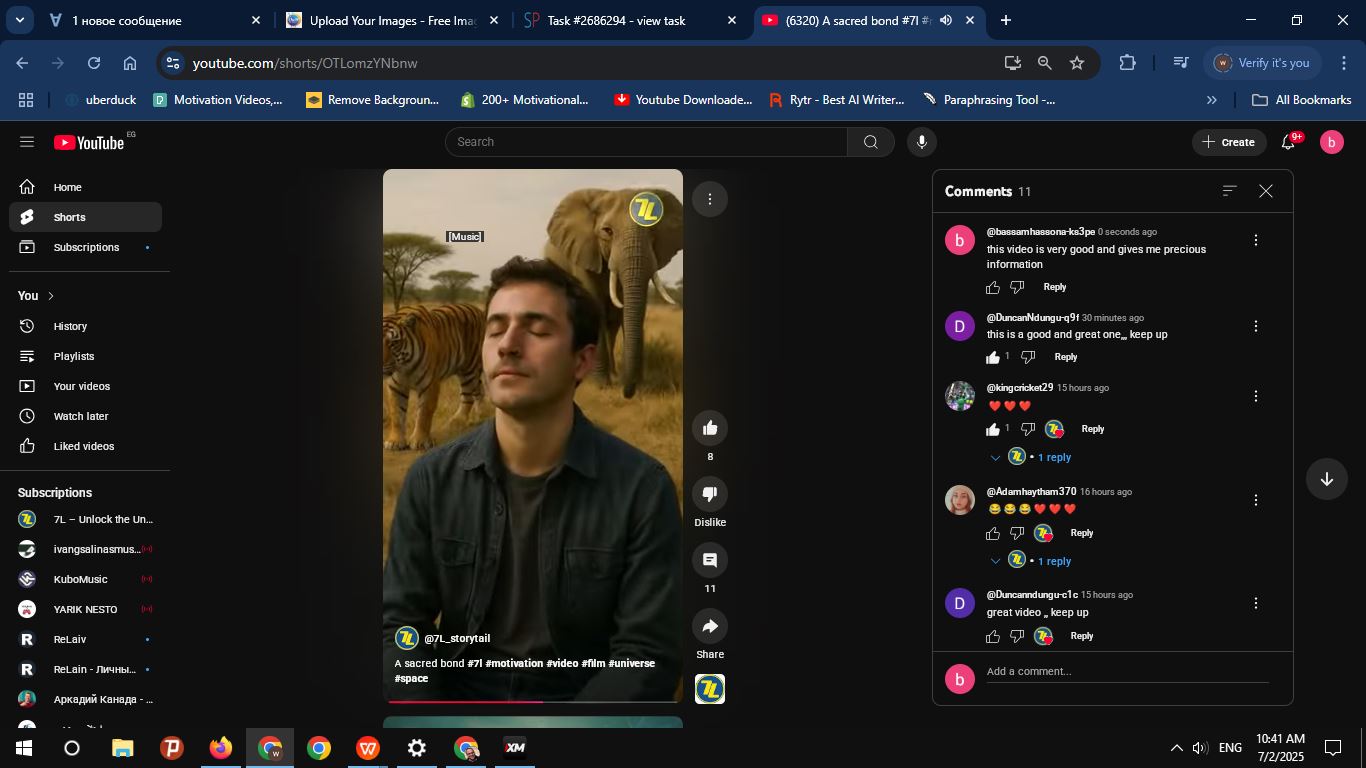 1 новое сообщение
Upload Your Images - Free Imag
Task #2686294 - view task
(6320) A sacred bond #7l #
youtube.com/shorts/OTLomzYNbnw
Verify it's you
uberduck
Motivation Videos,...
Remove Backgroun...
200+ Motivational...
Youtube Downloade...
Rytr - Best AI Writer...
Paraphrasing Tool -...
All Bookmarks
YouTube EG
Search
Create
9+
b
Home
Shorts
Subscriptions
You
History
Playlists
Your videos
Watch later
Liked videos
Subscriptions
7L – Unlock the Un...
ivangsalinasmus...
KuboMusic
YARIK NESTO
ReLaiv
ReLain - Личны...
Аркадий Канада - ...
7L
[Music]
@7L_storytail
A sacred bond #7l #motivation #video #film #universe
#space
8
Dislike
11
Share
7L
Comments 11
b
@bassamhassona-ks3pe 0 seconds ago
this video is very good and gives me precious
information
Reply
D
@DuncanNdungu-q9f 30 minutes ago
this is a good and great one,,, keep up
1
Reply
@kingcricket29 15 hours ago
❤️❤️❤️
1
Reply
1 reply
@Adamhaytham370 16 hours ago
😂😂😂❤️❤️❤️
Reply
1 reply
D
@Duncanndungu-c1c 15 hours ago
great video ,, keep up
Reply
b
Add a comment...
XM
ENG
10:41 AM
7/2/2025